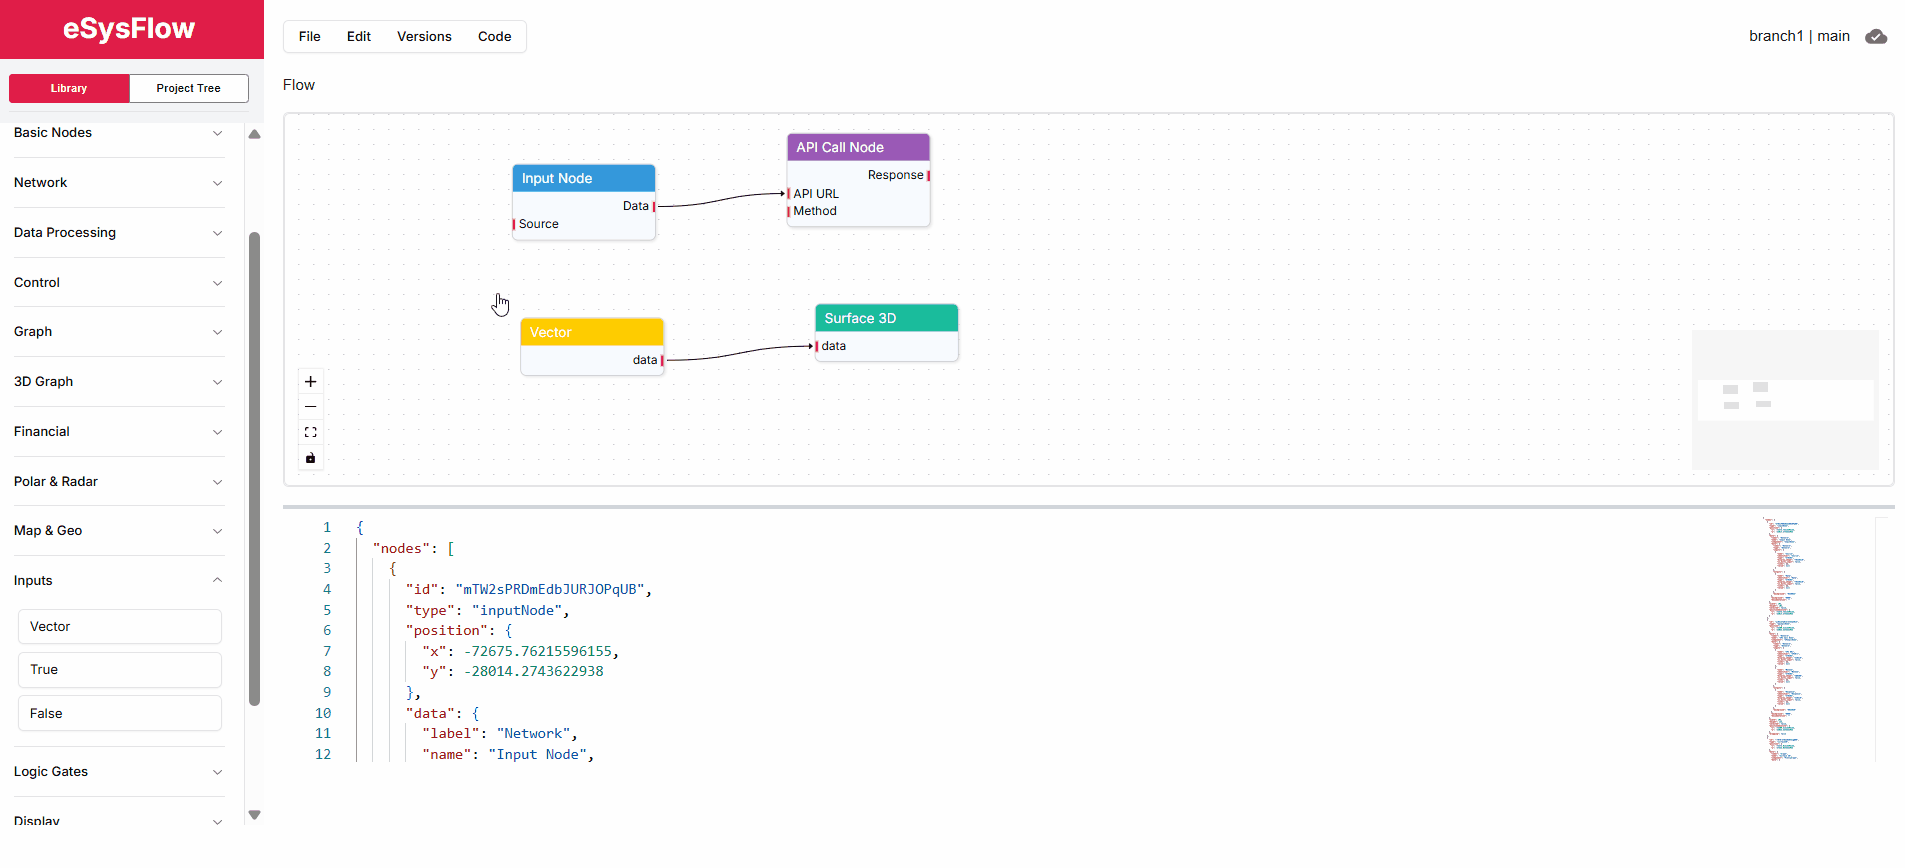 eSysFlow
File Edit Versions Code
branch1 | main
Library Project Tree
Flow
Basic Nodes
Network
Data Processing
Control
Graph
3D Graph
Financial
Polar & Radar
Map & Geo
Inputs
Vector
True
False
Logic Gates
Display
Input Node
Data
Source
API Call Node
Response
API URL
Method
Vector
data
Surface 3D
data
1 {
2 "nodes": [
3 {
4 "id": "mTW2sPRDmEdbJURJOPqUB",
5 "type": "inputNode",
6 "position": {
7 "x": -72675.76215596155,
8 "y": -28014.2743622938
9 },
10 "data": {
11 "label": "Network",
12 "name": "Input Node",